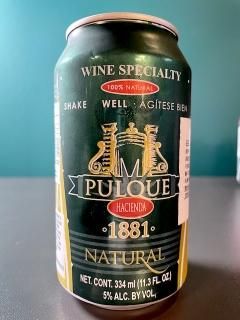 WINE SPECIALTY
100% NATURAL
SHAKE WELL: AGÍTESE BIEN
PULQUE
HACIENDA
·1881·
NATURAL
NET. CONT. 334 ml (11.3 FL. OZ.)
5% ALC. BY VOL,